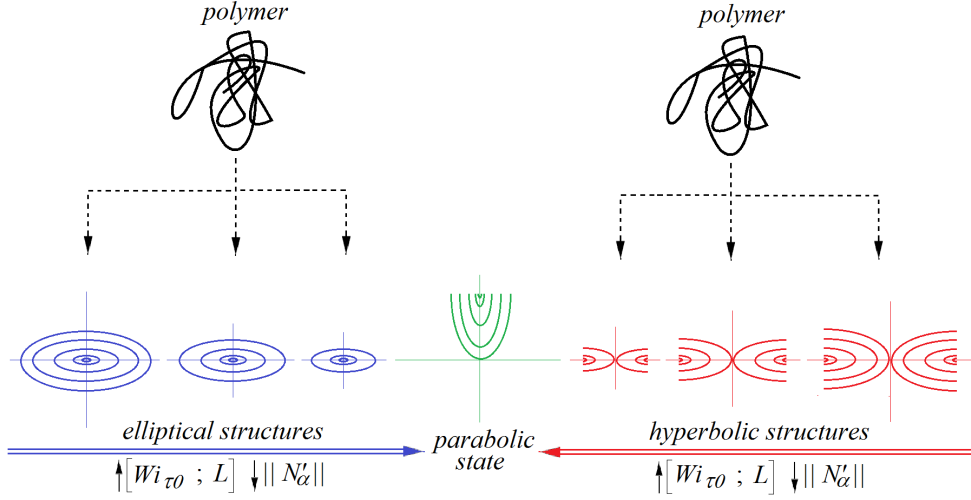 polymer
polymer
elliptical structures
parabolic
state
hyperbolic structures
↑[Wi τ0 ; L] ↓|| N′α ||
↑[Wi τ0 ; L] ↓|| N′α ||